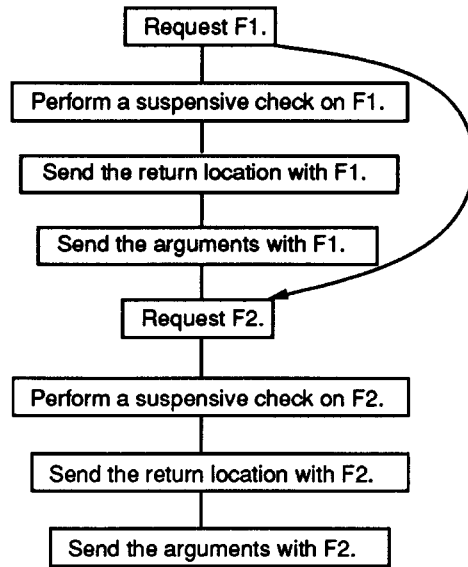 Request F1.
Perform a suspensive check on F1.
Send the return location with F1.
Send the arguments with F1.
Request F2.
Perform a suspensive check on F2.
Send the return location with F2.
Send the arguments with F2.